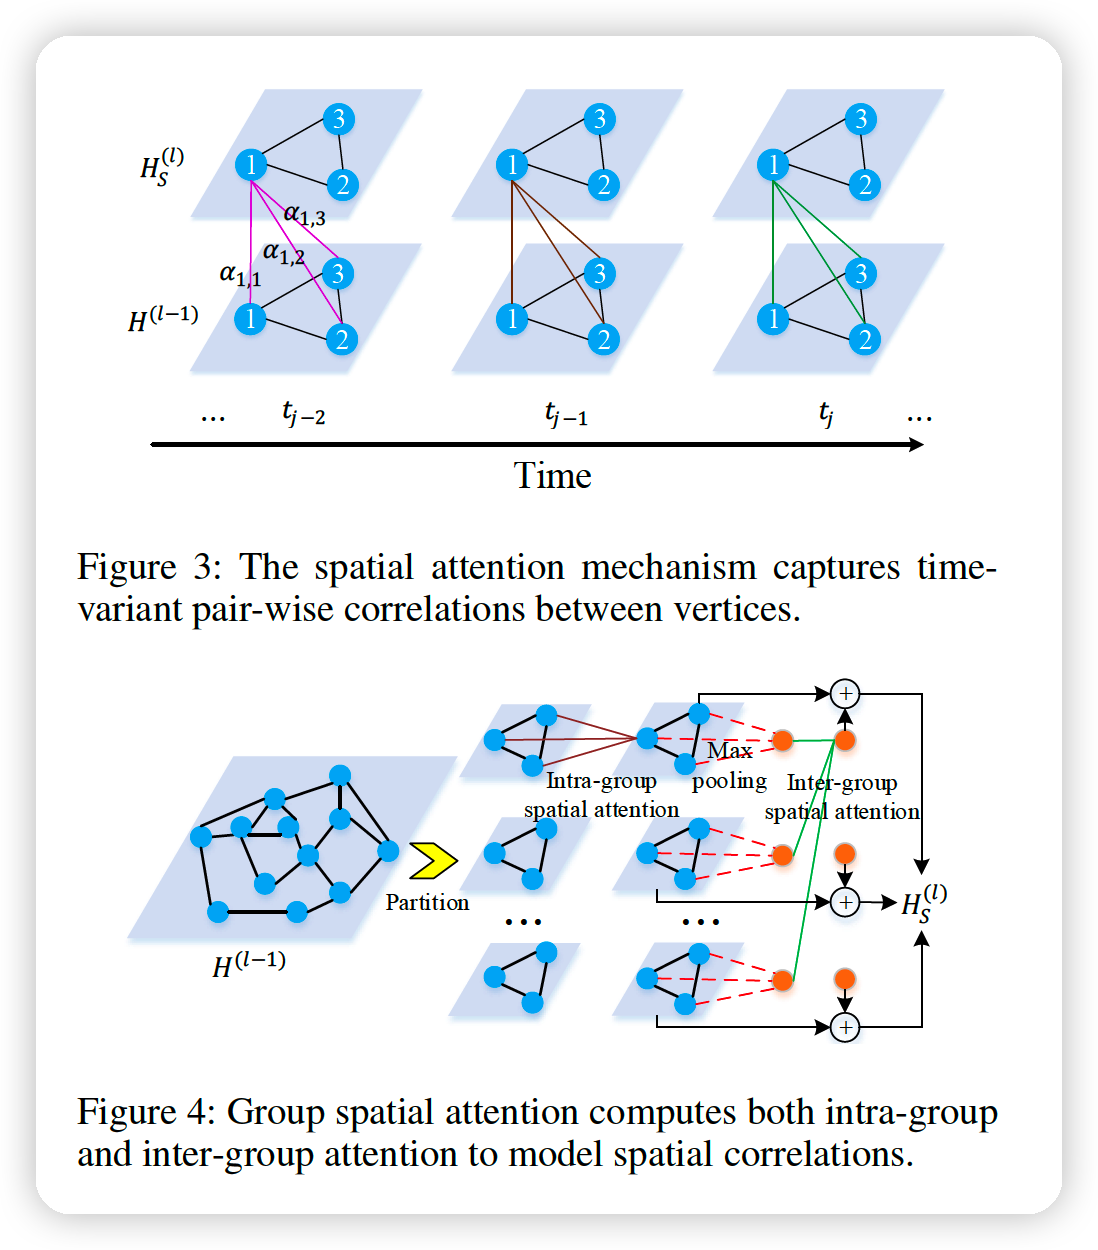 3
H_S^(l)
1
2
α_{1,3}
α_{1,2}
α_{1,1}
3
H^(l−1)
1
2
3
1
2
3
1
2
3
1
2
3
1
2
... t_{j−2} t_{j−1} t_j ...
Time
Figure 3: The spatial attention mechanism captures time-
variant pair-wise correlations between vertices.
+
Max
pooling
Intra-group
spatial attention
Inter-group
spatial attention
Partition
H^(l−1)
... ...
+
H_S^(l)
+
Figure 4: Group spatial attention computes both intra-group
and inter-group attention to model spatial correlations.